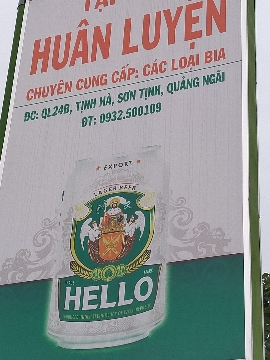 TẠP
HUÂN LUYỆN
CHUYÊN CUNG CẤP: CÁC LOẠI BIA
ĐC: QL24B, TỊNH HÀ, SƠN TỊNH, QUẢNG NGÃI
ĐT: 0932.500109
EXPORT
LAGER BEER
HELLO